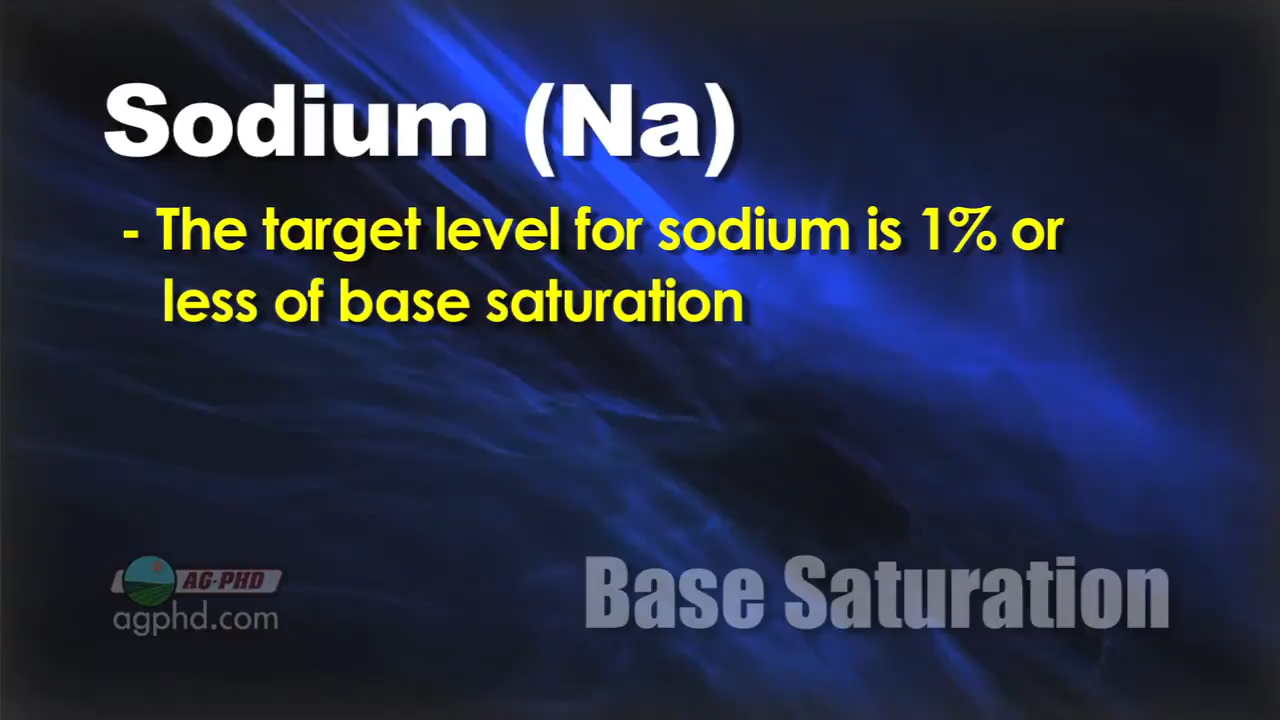 Sodium (Na)
- The target level for sodium is 1% or
less of base saturation
AG·PHD
agphd.com
Base Saturation